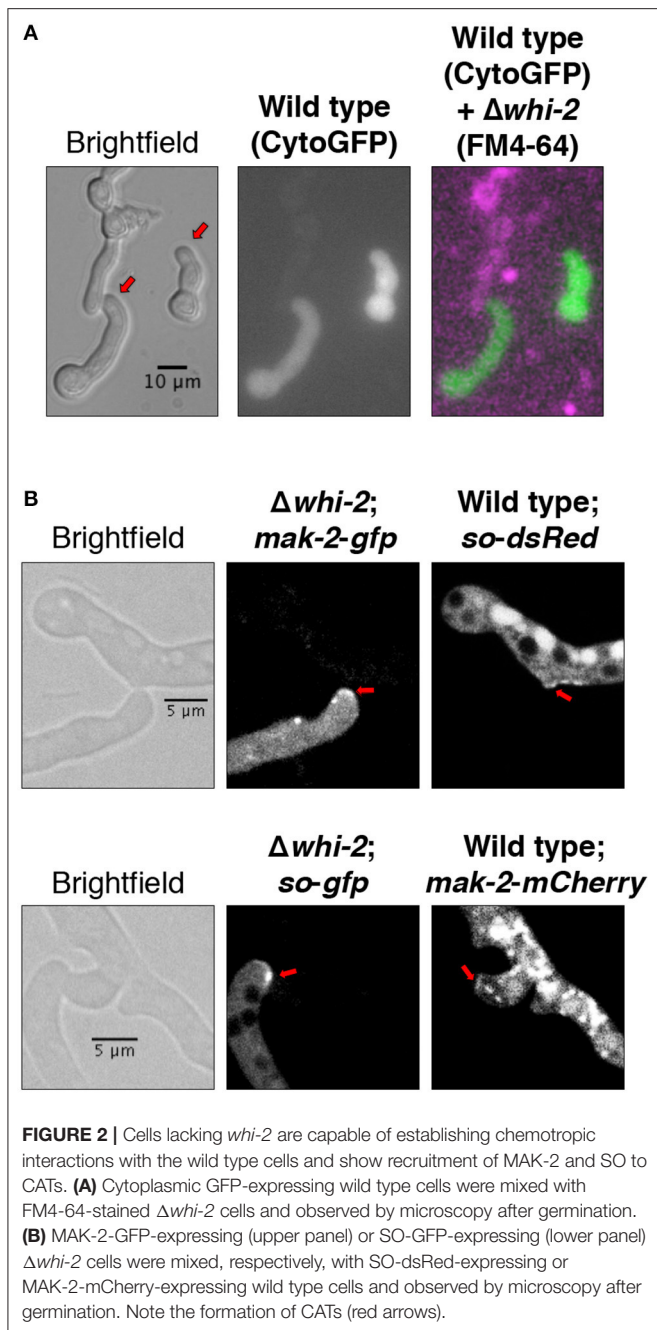 A
Brightfield
Wild type
(CytoGFP)
Wild type
(CytoGFP)
+ Δwhi-2
(FM4-64)
10 µm
B
Brightfield
Δwhi-2;
mak-2-gfp
Wild type;
so-dsRed
5 µm
Brightfield
Δwhi-2;
so-gfp
Wild type;
mak-2-mCherry
5 µm
FIGURE 2 | Cells lacking whi-2 are capable of establishing chemotropic
interactions with the wild type cells and show recruitment of MAK-2 and SO to
CATs. (A) Cytoplasmic GFP-expressing wild type cells were mixed with
FM4-64-stained Δwhi-2 cells and observed by microscopy after germination.
(B) MAK-2-GFP-expressing (upper panel) or SO-GFP-expressing (lower panel)
Δwhi-2 cells were mixed, respectively, with SO-dsRed-expressing or
MAK-2-mCherry-expressing wild type cells and observed by microscopy after
germination. Note the formation of CATs (red arrows).